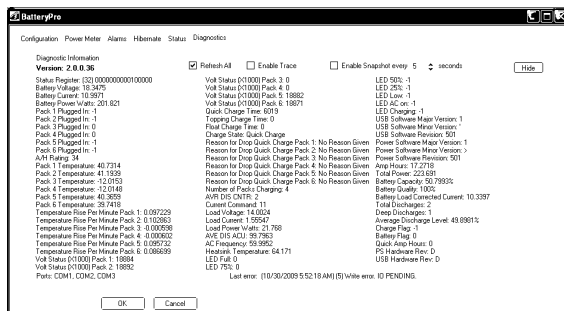 BatteryPro
Configuration Power Meter Alarms Hibernate Status Diagnostics
Diagnostic Information
Version: 2.0.0.36
Refresh All Enable Trace Enable Snapshot every 5 seconds
Hide
Status Register: (32) 0000000000100000
Battery Voltage: 18.3475
Battery Current: 10.9971
Battery Power Watts: 201.821
Pack 1 Plugged In: -1
Pack 2 Plugged In: -1
Pack 3 Plugged In: 0
Pack 4 Plugged In: 0
Pack 5 Plugged In: -1
Pack 6 Plugged In: -1
A/H Rating: 34
Pack 1 Temperature: 40.7314
Pack 2 Temperature: 41.1939
Pack 3 Temperature: -12.0153
Pack 4 Temperature: -12.0148
Pack 5 Temperature: 40.3659
Pack 6 Temperature: 39.7418
Temperature Rise Per Minute Pack 1: 0.097229
Temperature Rise Per Minute Pack 2: 0.102063
Temperature Rise Per Minute Pack 3: -0.000598
Temperature Rise Per Minute Pack 4: -0.000602
Temperature Rise Per Minute Pack 5: 0.095732
Temperature Rise Per Minute Pack 6: 0.086699
Volt Status (X1000) Pack 1: 18884
Volt Status (X1000) Pack 2: 18892
Ports: COM1, COM2, COM3
Volt Status (X1000) Pack 3: 0
Volt Status (X1000) Pack 4: 0
Volt Status (X1000) Pack 5: 18882
Volt Status (X1000) Pack 6: 18871
Quick Charge Time: 6019
Topping Charge Time: 0
Float Charge Time: 0
Charge State: Quick Charge
Reason for Drop Quick Charge Pack 1: No Reason Given
Reason for Drop Quick Charge Pack 2: No Reason Given
Reason for Drop Quick Charge Pack 3: No Reason Given
Reason for Drop Quick Charge Pack 4: No Reason Given
Reason for Drop Quick Charge Pack 5: No Reason Given
Reason for Drop Quick Charge Pack 6: No Reason Given
Number of Packs Charging: 4
AVR DIS CNTR: 2
Current Command: 11
Load Voltage: 14.0024
Load Current: 1.55547
Load Power Watts: 21.768
AVE DIS ACU: 99.7963
AC Frequency: 59.9952
Heatsink Temperature: 64.171
LED Full: 0
LED 75%: 0
LED 50%: -1
LED 25%: -1
LED Low: -1
LED AC on: -1
LED Charging: -1
USB Software Major Version: 1
USB Software Minor Version: '
USB Software Revision: 501
Power Software Major Version: 1
Power Software Minor Version: >
Power Software Revision: 501
Amp Hours: 17.2718
Total Power: 223.691
Battery Capacity: 50.7993%
Battery Quality: 100%
Battery Load Corrected Current: 10.3397
Total Discharges: 2
Deep Discharges: 1
Average Discharge Level: 49.8981%
Charge Flag: -1
Battery Flag: 0
Quick Amp Hours: 0
PS Hardware Rev: D
USB Hardware Rev: D
Last error: (10/30/2009 5:52:18 AM) (5) Write error. IO PENDING.
OK Cancel